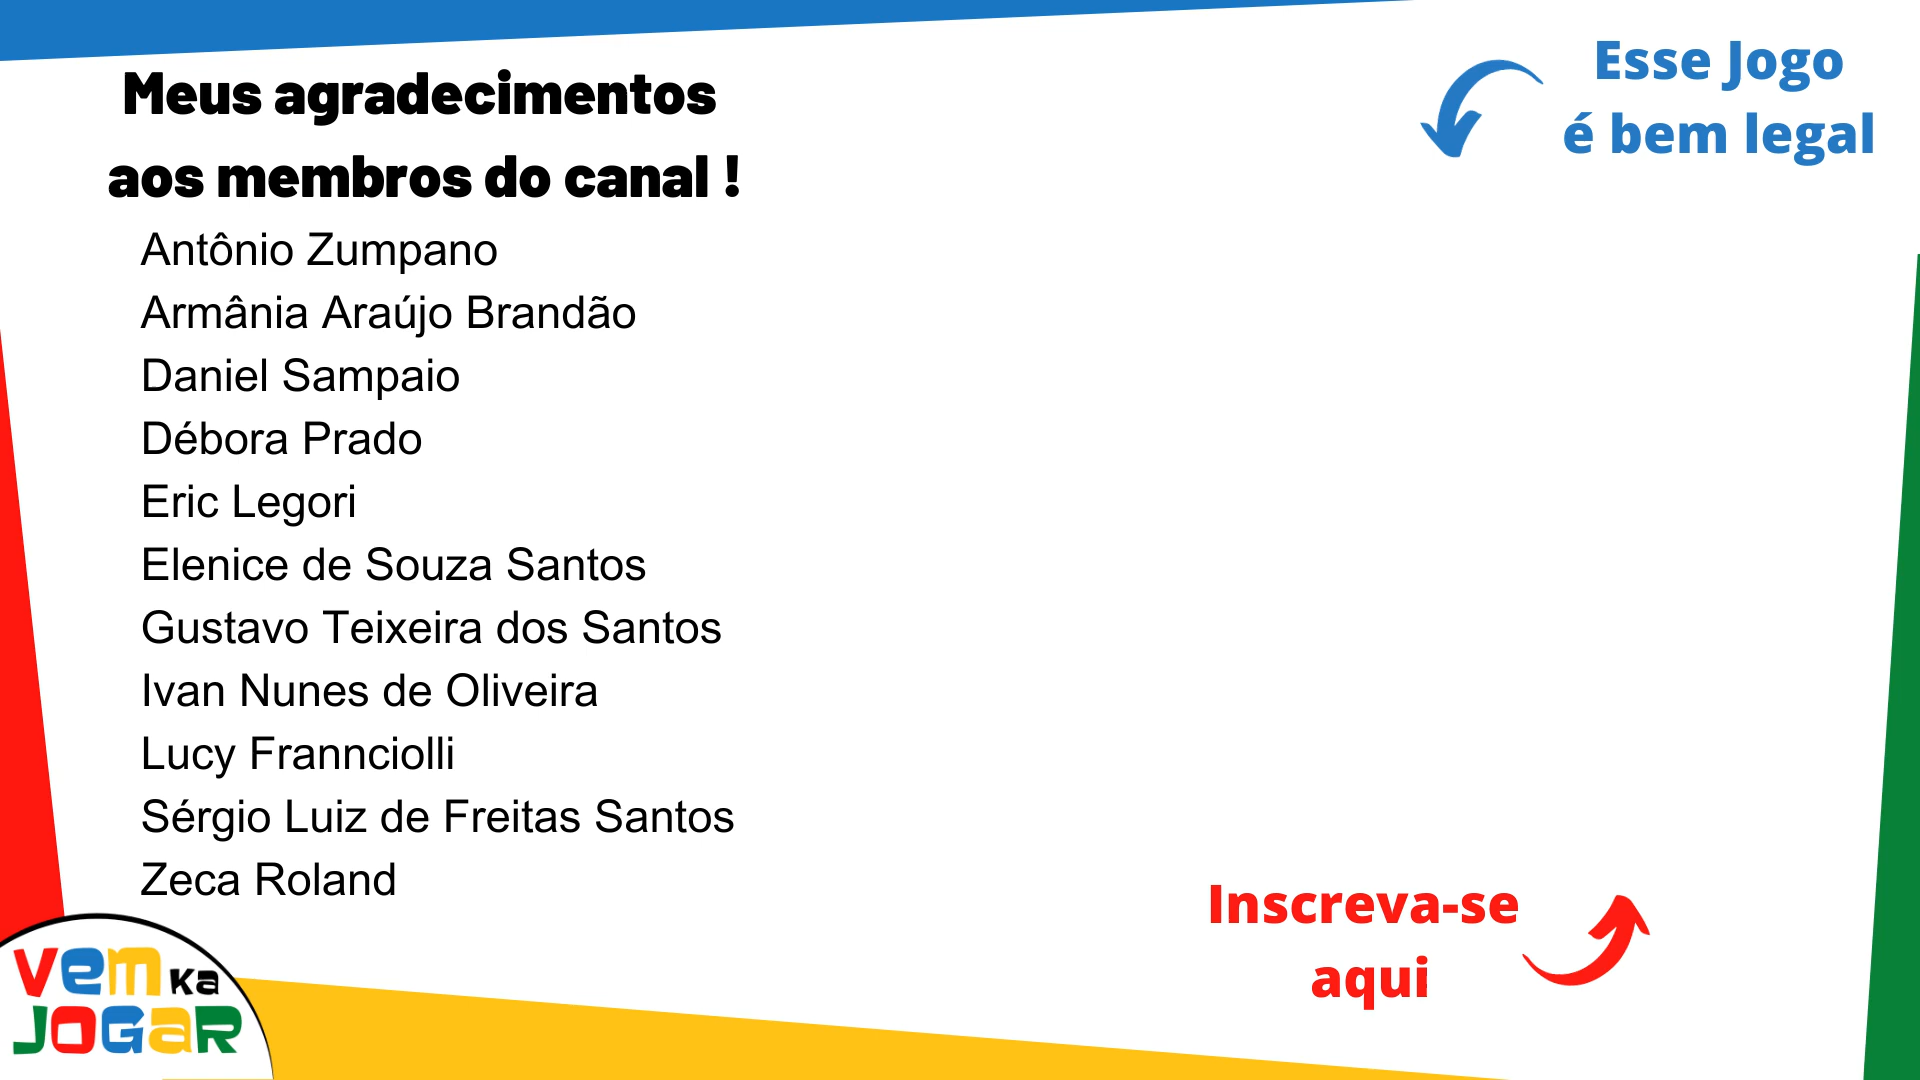 Meus agradecimentos
aos membros do canal !
Antônio Zumpano
Armânia Araújo Brandão
Daniel Sampaio
Débora Prado
Eric Legori
Elenice de Souza Santos
Gustavo Teixeira dos Santos
Ivan Nunes de Oliveira
Lucy Frannciolli
Sérgio Luiz de Freitas Santos
Zeca Roland
Esse Jogo
é bem legal
Inscreva-se
aqui
vem Ka
JOGaR